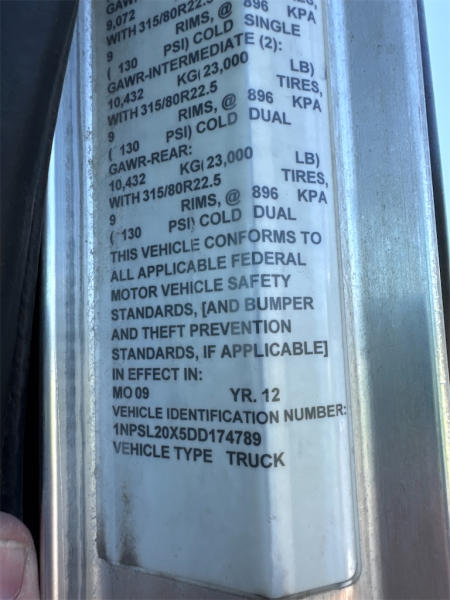 GAWR
9,072
WITH 315/80R22.5
9 RIMS, @ 896 KPA
( 130 PSI) COLD SINGLE
GAWR-INTERMEDIATE (2):
10,432 KG( 23,000 LB)
WITH 315/80R22.5 TIRES,
9 RIMS, @ 896 KPA
( 130 PSI) COLD DUAL
GAWR-REAR:
10,432 KG( 23,000 LB)
WITH 315/80R22.5 TIRES,
9 RIMS, @ 896 KPA
( 130 PSI) COLD DUAL
THIS VEHICLE CONFORMS TO
ALL APPLICABLE FEDERAL
MOTOR VEHICLE SAFETY
STANDARDS, [AND BUMPER
AND THEFT PREVENTION
STANDARDS, IF APPLICABLE]
IN EFFECT IN:
MO 09 YR. 12
VEHICLE IDENTIFICATION NUMBER:
1NPSL20X5DD174789
VEHICLE TYPE TRUCK